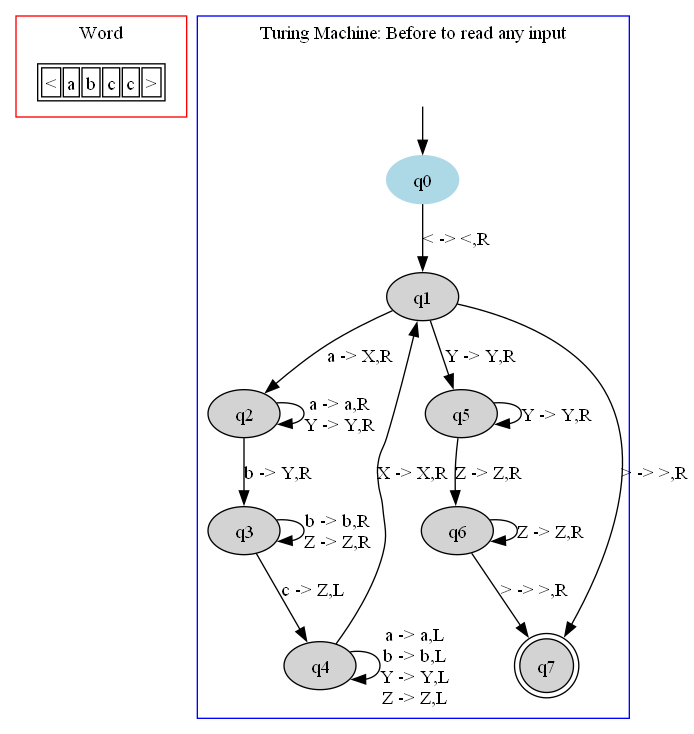 Word
< a b c c >
Turing Machine: Before to read any input
q0
< -> <,R
q1
a -> X,R
Y -> Y,R
q2
a -> a,R
Y -> Y,R
q5
Y -> Y,R
b -> Y,R
X -> X,R
Z -> Z,R
> -> >,R
q3
b -> b,R
Z -> Z,R
q6
Z -> Z,R
c -> Z,L
> -> >,R
q4
a -> a,L
b -> b,L
Y -> Y,L
Z -> Z,L
q7